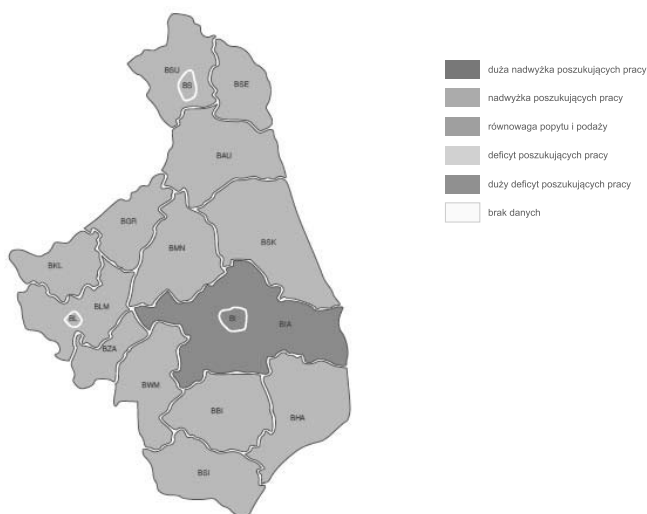 BSU
BS
BSE
BAU
BGR
BMN
BSK
BKL
BLM
BL
BI
BIA
BZA
BWM
BBI
BHA
BSI
duża nadwyżka poszukujących pracy
nadwyżka poszukujących pracy
równowaga popytu i podaży
deficyt poszukujących pracy
duży deficyt poszukujących pracy
brak danych